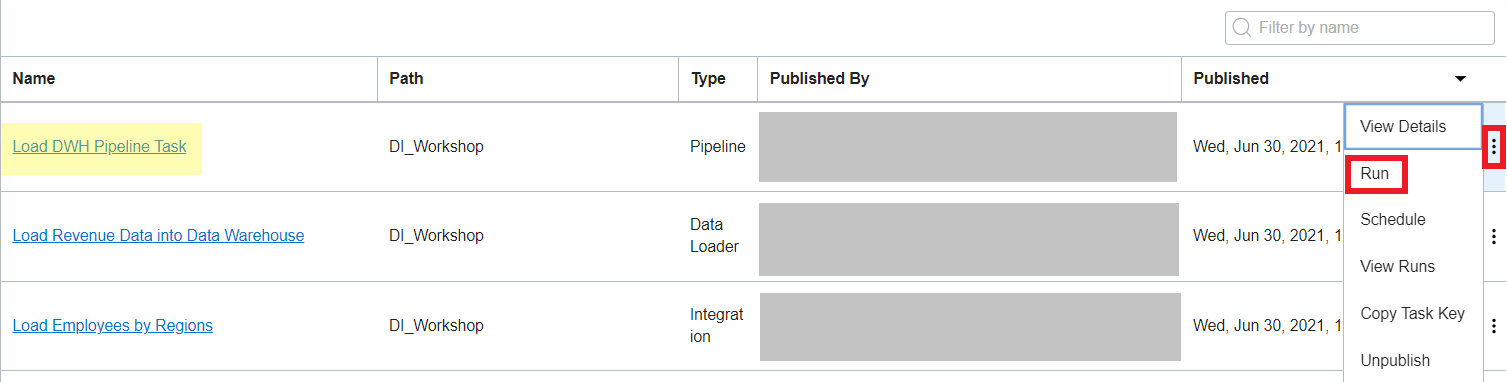 Filter by name
Name Path Type Published By Published
View Details
Load DWH Pipeline Task DI_Workshop Pipeline Wed, Jun 30, 2021, 1
Run
Schedule
Load Revenue Data into Data Warehouse DI_Workshop Data Loader Wed, Jun 30, 2021, 1
View Runs
Copy Task Key
Load Employees by Regions DI_Workshop Integrat ion Wed, Jun 30, 2021, 1
Unpublish